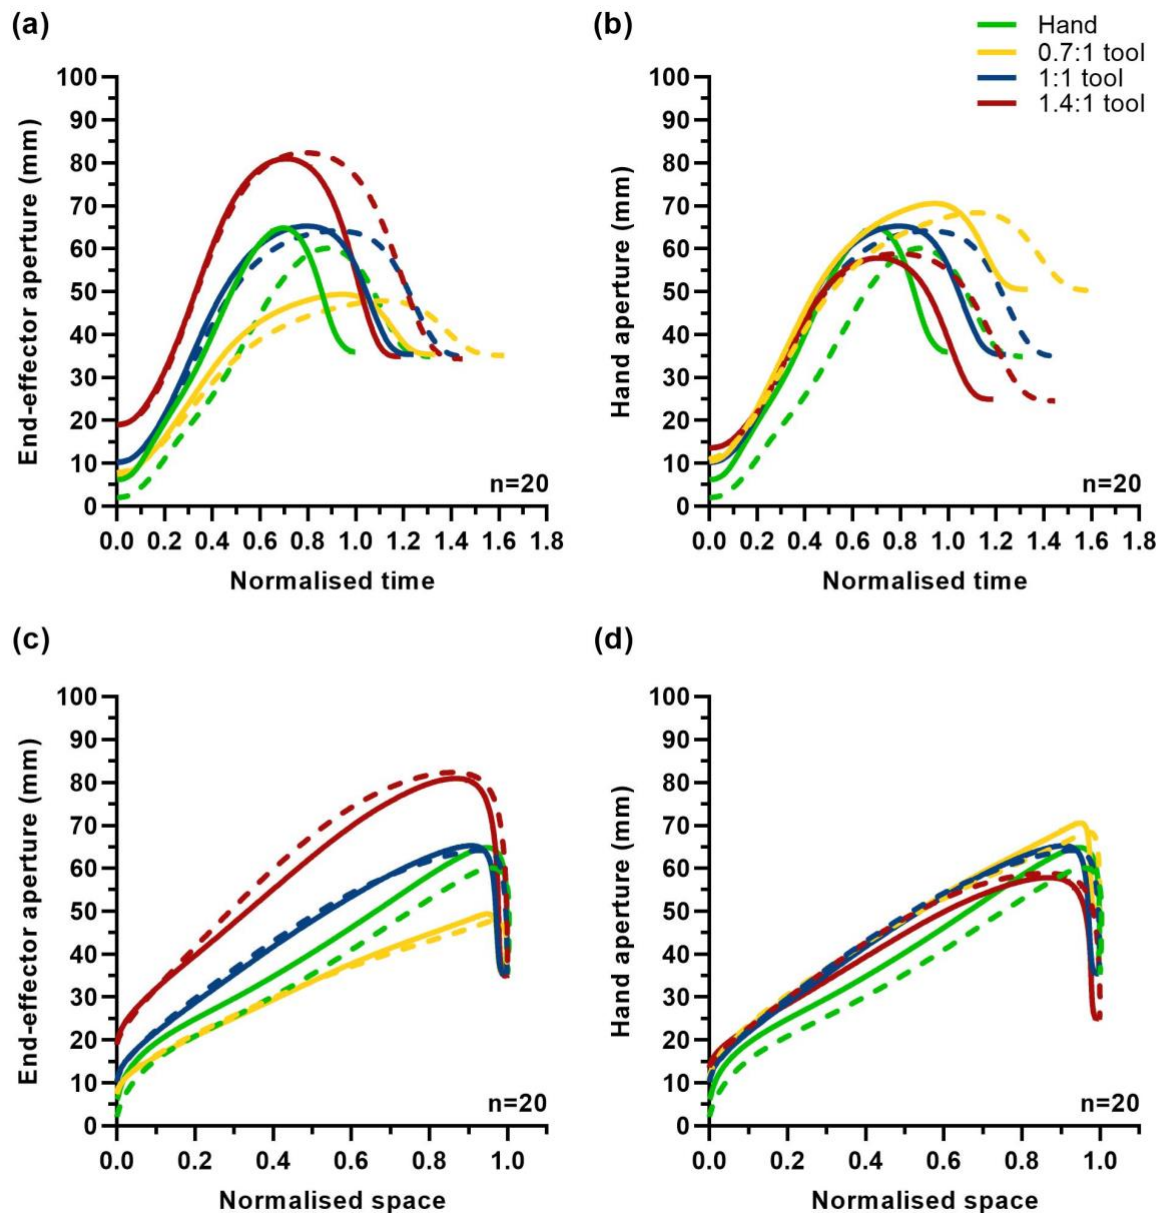 (a)
End-effector aperture (mm)
100
90
80
70
60
50
40
30
20
10
0
n=20
0.0 0.2 0.4 0.6 0.8 1.0 1.2 1.4 1.6 1.8
Normalised time
(b)
Hand
0.7:1 tool
1:1 tool
1.4:1 tool
Hand aperture (mm)
100
90
80
70
60
50
40
30
20
10
0
n=20
0.0 0.2 0.4 0.6 0.8 1.0 1.2 1.4 1.6 1.8
Normalised time
(c)
End-effector aperture (mm)
100
90
80
70
60
50
40
30
20
10
0
n=20
0.0 0.2 0.4 0.6 0.8 1.0
Normalised space
(d)
Hand aperture (mm)
100
90
80
70
60
50
40
30
20
10
0
n=20
0.0 0.2 0.4 0.6 0.8 1.0
Normalised space